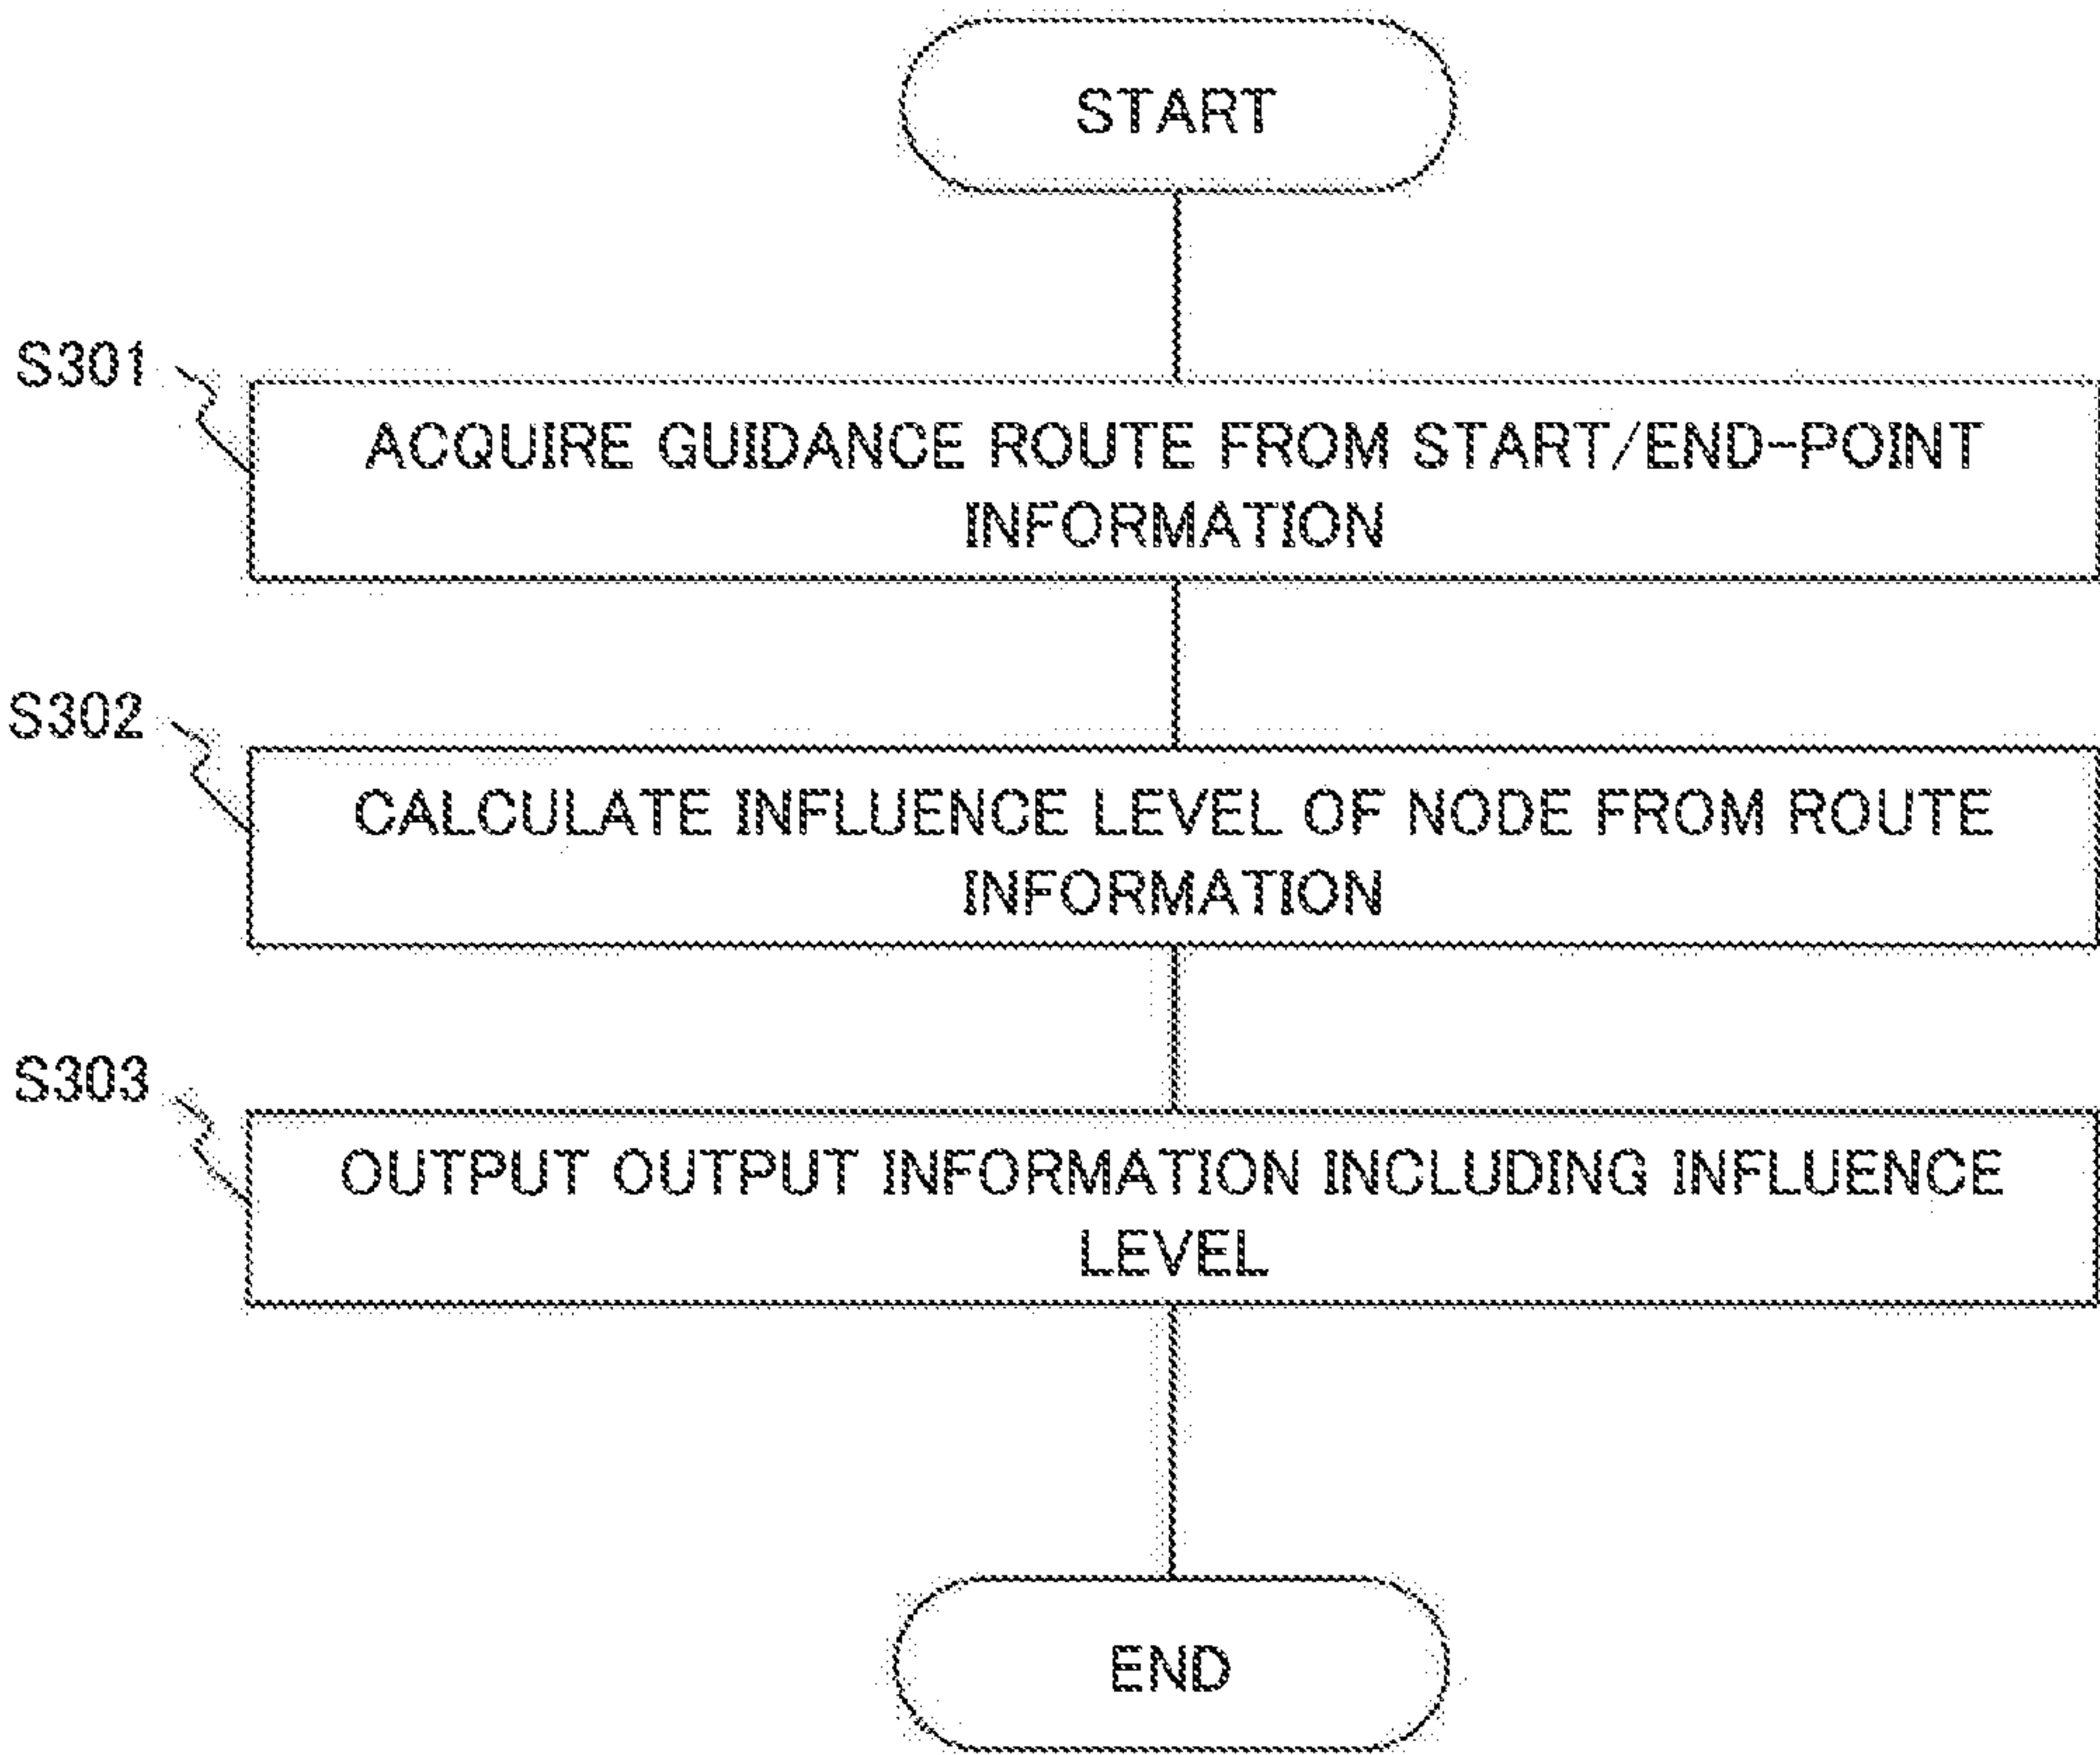 START
S301
ACQUIRE GUIDANCE ROUTE FROM START/END-POINT
INFORMATION
S302
CALCULATE INFLUENCE LEVEL OF NODE FROM ROUTE
INFORMATION
S303
OUTPUT OUTPUT INFORMATION INCLUDING INFLUENCE
LEVEL
END